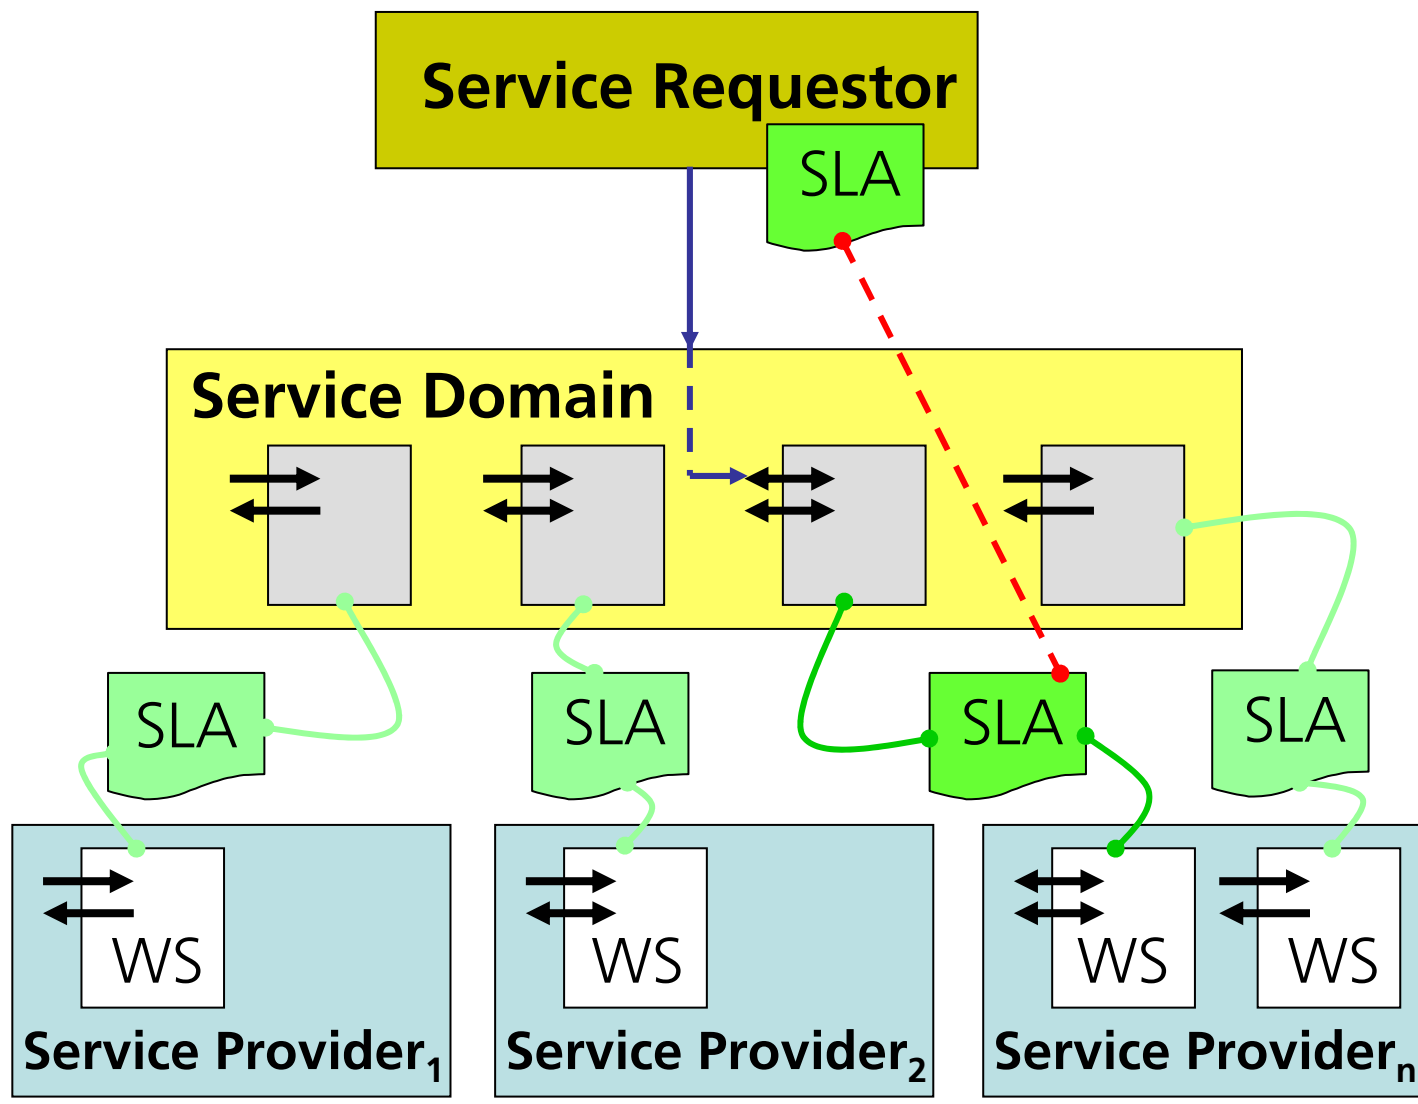 Service Requestor
SLA
Service Domain
SLA
SLA
SLA
SLA
WS
WS
WS
WS
Service Provider1
Service Provider2
Service Providern